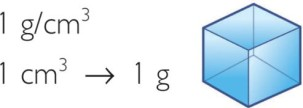 1 g/cm³
1 cm³ → 1 g